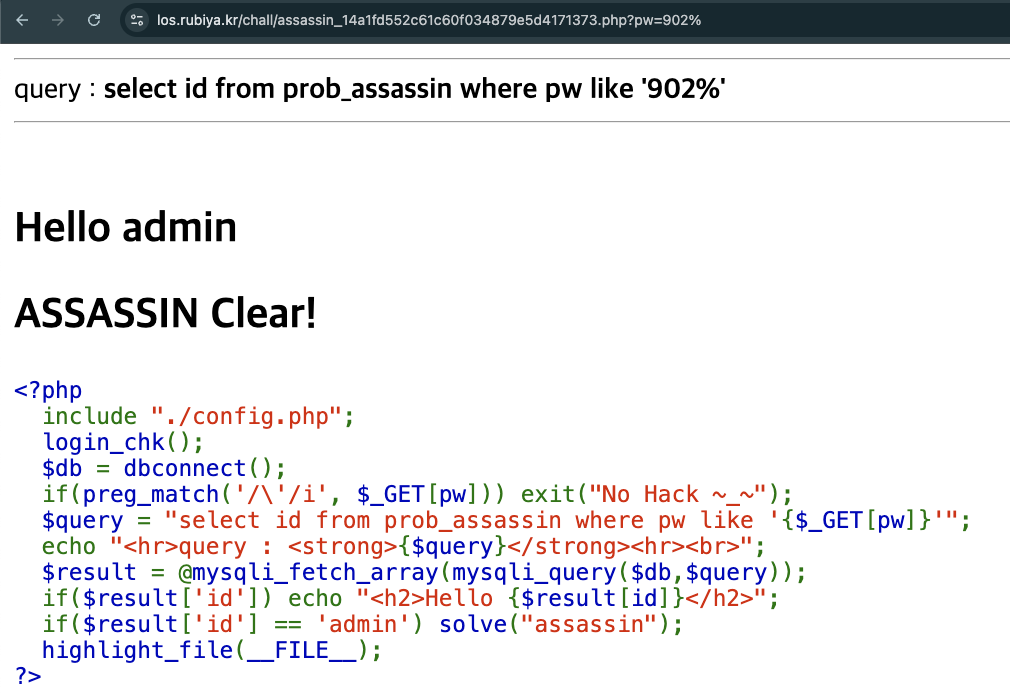 los.rubiya.kr/chall/assassin_14a1fd552c61c60f034879e5d4171373.php?pw=902%
query : select id from prob_assassin where pw like '902%'
Hello admin
ASSASSIN Clear!
<?php
  include "./config.php";
  login_chk();
  $db = dbconnect();
  if(preg_match('/\'/i', $_GET[pw])) exit("No Hack ~_~");
  $query = "select id from prob_assassin where pw like '{$_GET[pw]}'";
  echo "<hr>query : <strong>{$query}</strong><hr><br>";
  $result = @mysqli_fetch_array(mysqli_query($db,$query));
  if($result['id']) echo "<h2>Hello {$result[id]}</h2>";
  if($result['id'] == 'admin') solve("assassin");
  highlight_file(__FILE__);
?>